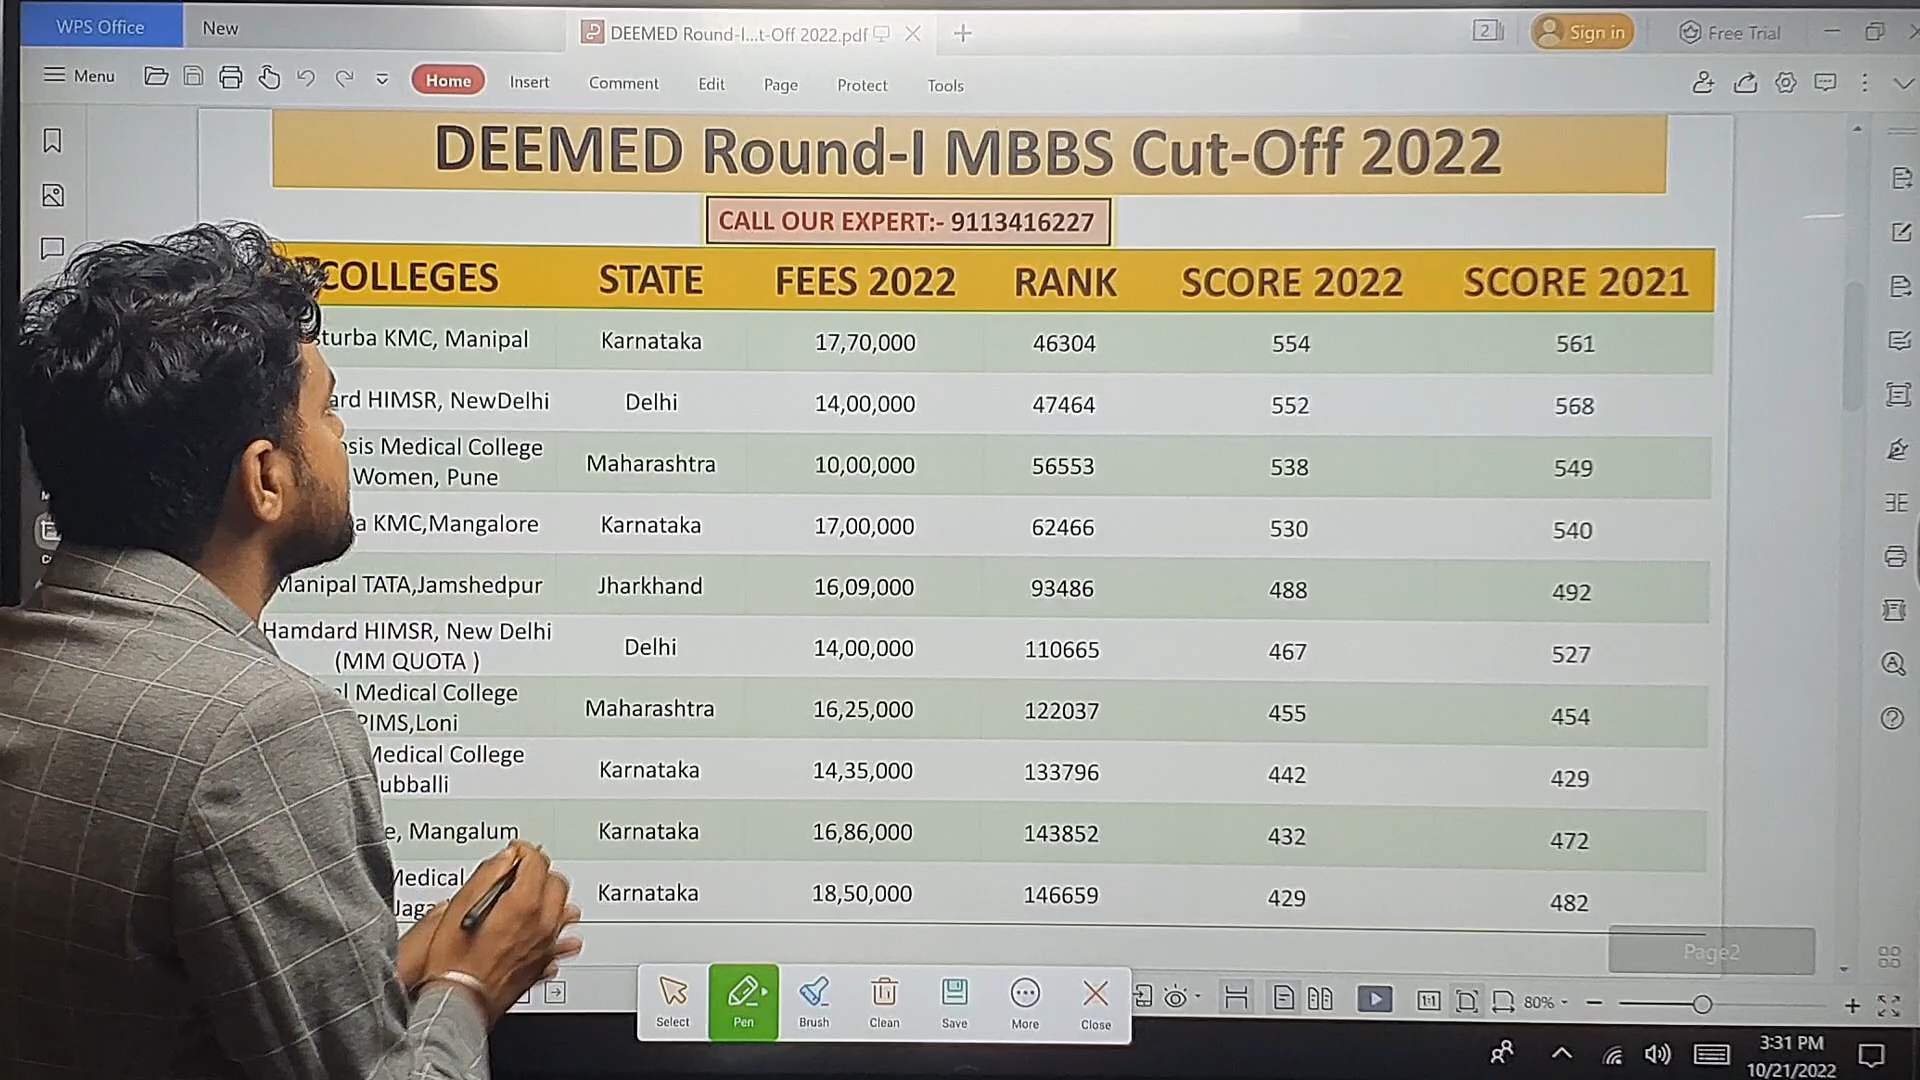 WPS Office New DEEMED Round-I...t-Off 2022.pdf 2 Sign in Free Trial
Menu Home Insert Comment Edit Page Protect Tools
DEEMED Round-I MBBS Cut-Off 2022
CALL OUR EXPERT:- 9113416227
COLLEGES STATE FEES 2022 RANK SCORE 2022 SCORE 2021
KMC, Manipal Karnataka 17,70,000 46304 554 561
HIMSR, NewDelhi Delhi 14,00,000 47464 552 568
Medical College
Women, Pune Maharashtra 10,00,000 56553 538 549
KMC,Mangalore Karnataka 17,00,000 62466 530 540
Manipal TATA,Jamshedpur Jharkhand 16,09,000 93486 488 492
Hamdard HIMSR, New Delhi
(MM QUOTA ) Delhi 14,00,000 110665 467 527
Medical College
PIMS,Loni Maharashtra 16,25,000 122037 455 454
Medical College
Karnataka 14,35,000 133796 442 429
Mangalum Karnataka 16,86,000 143852 432 472
Medical
Karnataka 18,50,000 146659 429 482
Page2
Select Pen Brush Clean Save More Close 1:1 80%
3:31 PM
10/21/2022